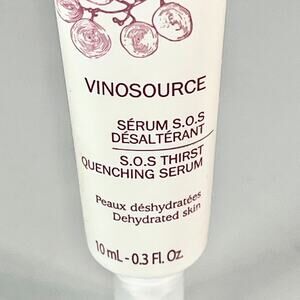 VINOSOURCE
SÉRUM S.O.S
DÉSALTÉRANT
S.O.S THIRST
QUENCHING SERUM
Peaux déshydratées
Dehydrated skin
10 mL - 0.3 Fl. Oz.